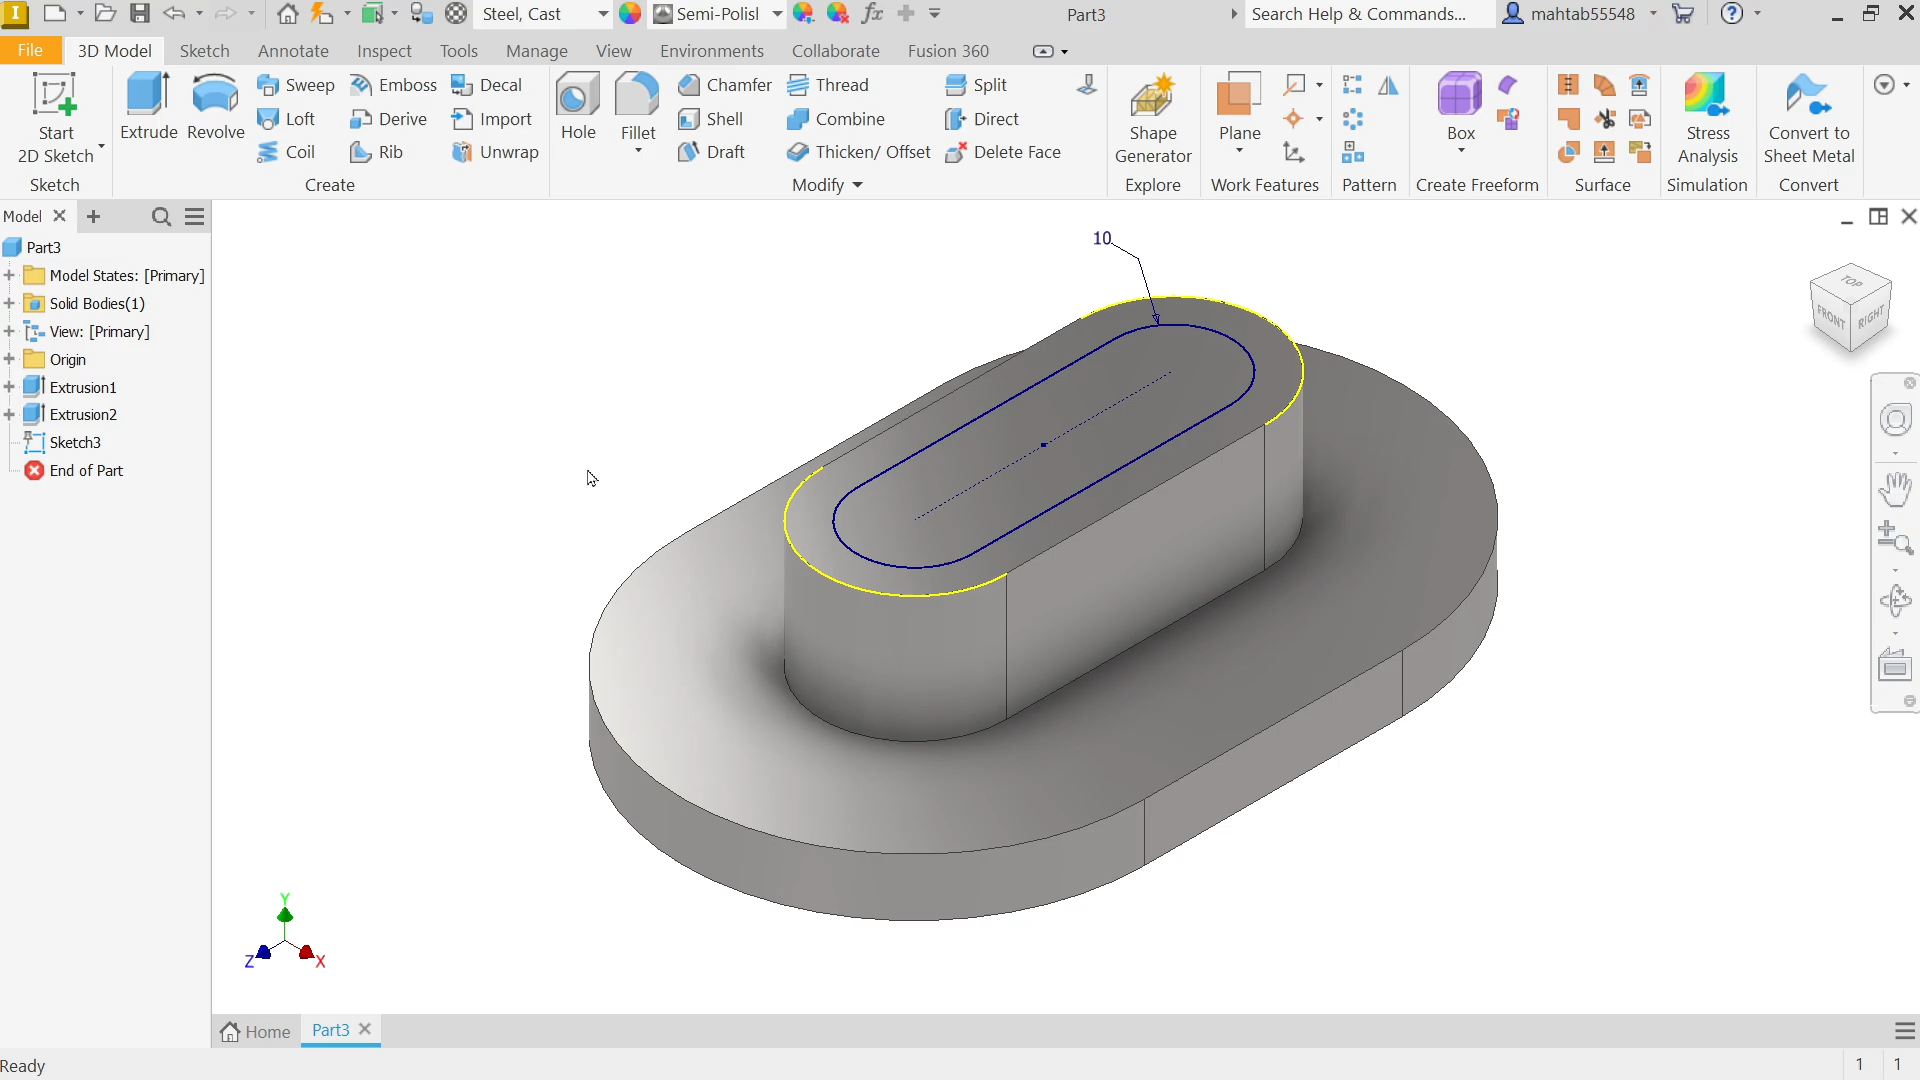 I Steel, Cast Semi-Polisl fx Part3 Search Help & Commands... mahtab55548
File 3D Model Sketch Annotate Inspect Tools Manage View Environments Collaborate Fusion 360
Start
2D Sketch
Sketch
Extrude Revolve
Sweep Emboss Decal
Loft Derive Import
Coil Rib Unwrap
Create
Hole Fillet
Chamfer Thread Split
Shell Combine Direct
Draft Thicken/ Offset Delete Face
Modify
Shape
Generator
Explore
Plane
Work Features
Pattern
Box
Create Freeform
Surface
Stress
Analysis
Simulation
Convert to
Sheet Metal
Convert
Model
Part3
Model States: [Primary]
Solid Bodies(1)
View: [Primary]
Origin
Extrusion1
Extrusion2
Sketch3
End of Part
10
TOP
FRONT RIGHT
Y
Z X
Home Part3
Ready 1 1